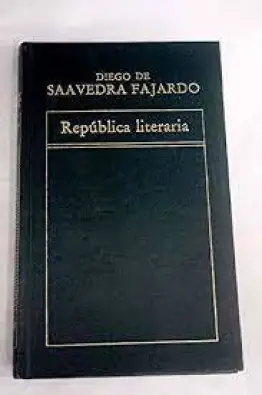 DIEGO DE
SAAVEDRA FAJARDO
República literaria